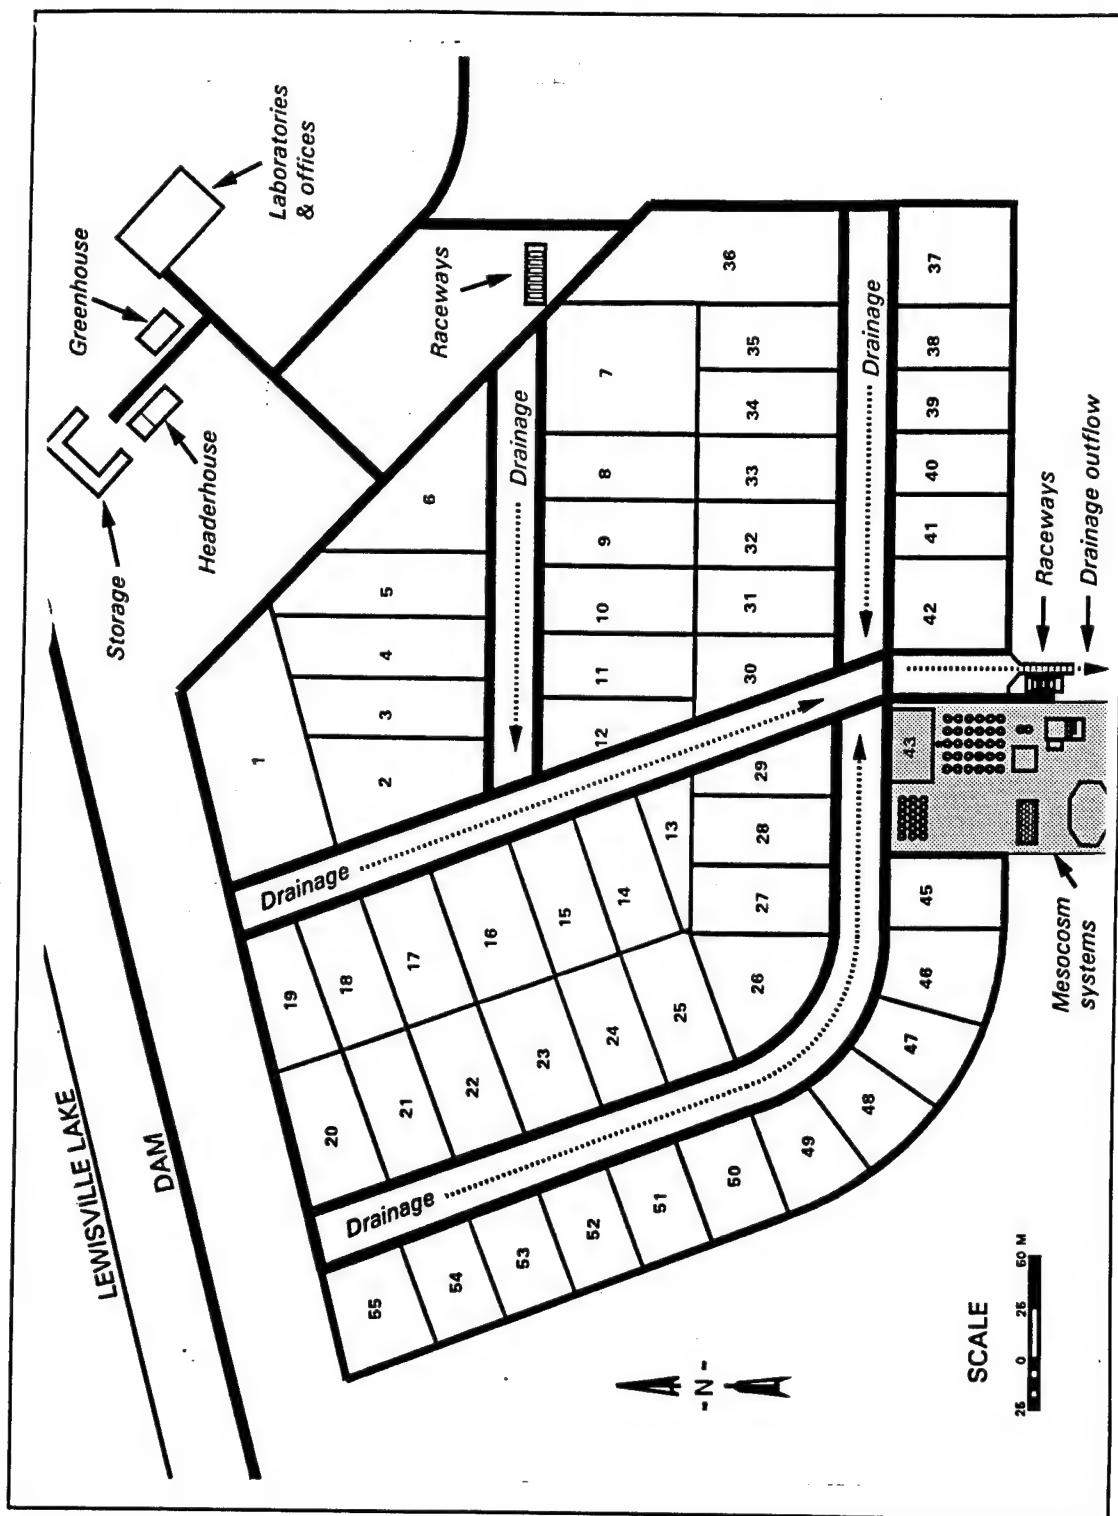 LEWISVILLE LAKE
DAM
Storage
Greenhouse
Headerhouse
Laboratories
& offices
Raceways
Drainage
Drainage
Drainage
Drainage
1
2
3
4
5
6
7
8
9
10
11
12
13
14
15
16
17
18
19
20
21
22
23
24
25
26
27
28
29
30
31
32
33
34
35
36
37
38
39
40
41
42
43
45
46
47
48
49
50
51
52
53
54
55
Mesocosm
systems
Raceways
Drainage outflow
- N -
SCALE
25 0 25 50 M